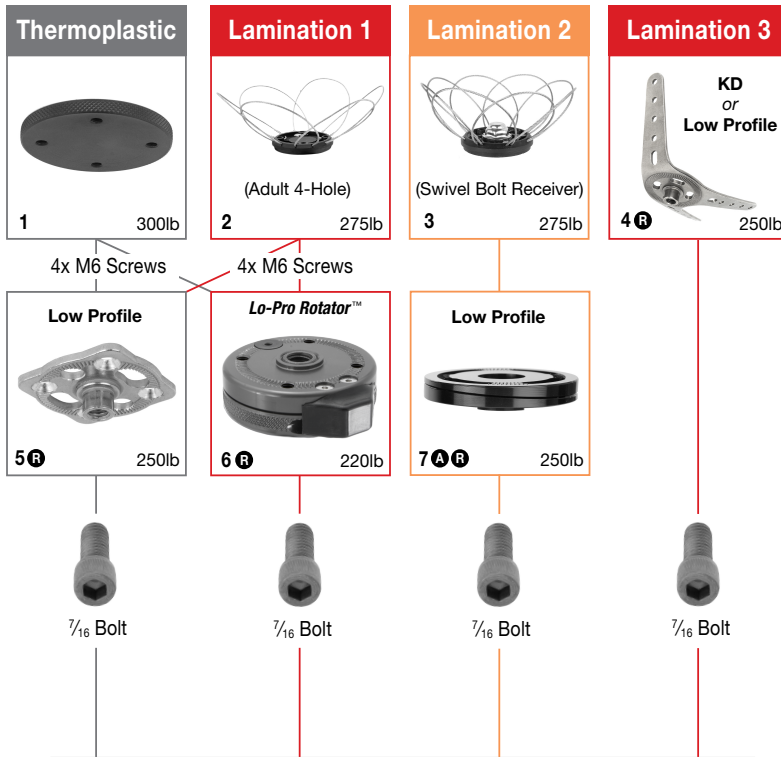 Thermoplastic
Lamination 1
Lamination 2
Lamination 3
1
300lb
(Adult 4-Hole)
2
275lb
(Swivel Bolt Receiver)
3
275lb
KD
or
Low Profile
4 R
250lb
4x M6 Screws
4x M6 Screws
Low Profile
5 R
250lb
Lo-Pro Rotator™
6 R
220lb
Low Profile
7 A R
250lb
7/16 Bolt
7/16 Bolt
7/16 Bolt
7/16 Bolt